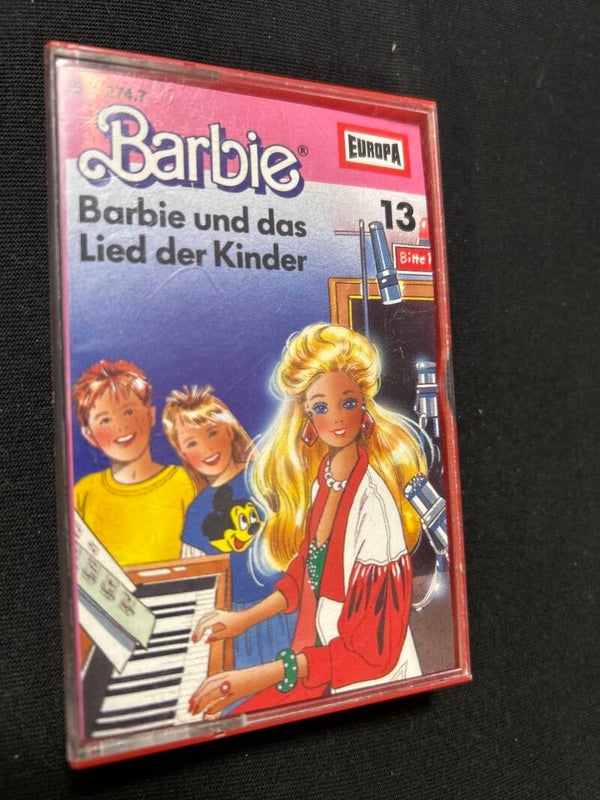 274.7
Barbie®
EUROPA
Barbie und das
Lied der Kinder
13
Bitte